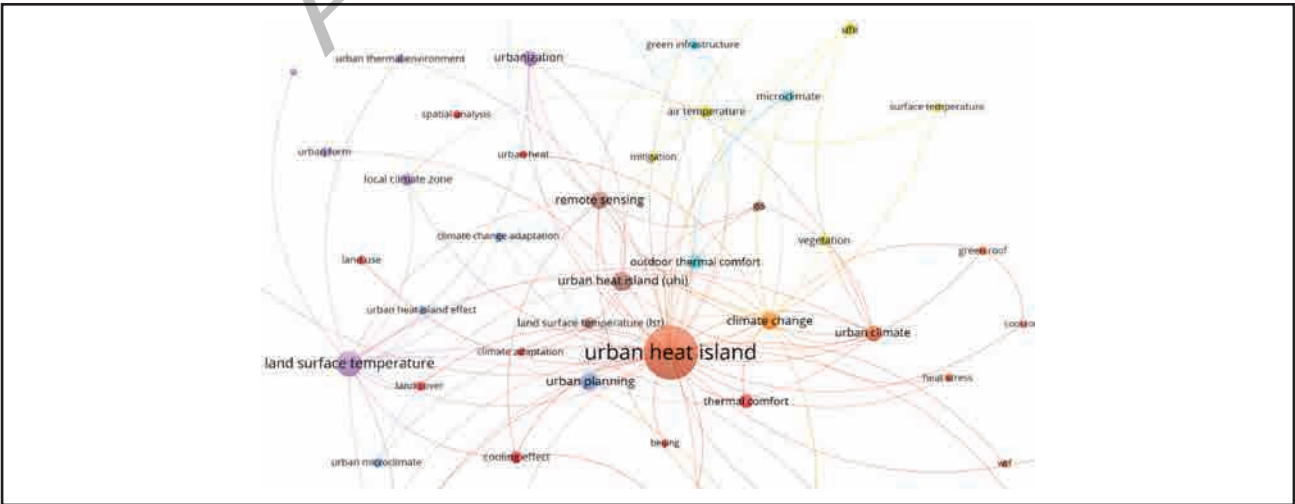 uhi
green infrastructure
urban thermal environment
urbanization
microclimate
surface temperature
air temperature
spatial analysis
urban form
urban heat
mitigation
local climate zone
remote sensing
gis
climate change adaptation
vegetation
green roof
land use
outdoor thermal comfort
urban heat island (uhi)
urban heat island effect
land surface temperature (lst)
climate change
urban climate
climate adaptation
urban heat island
land surface temperature
urban planning
land cover
heat stress
thermal comfort
beijing
cooling effect
urban microclimate
wrf